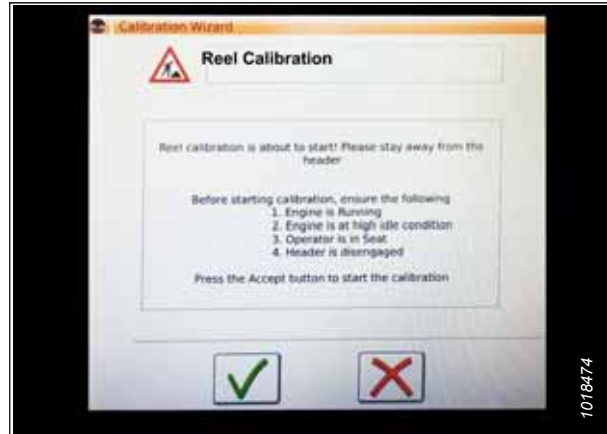 Calibration Wizard
Reel Calibration
Reel calibration is about to start! Please stay away from the
header
Before starting calibration, ensure the following
1. Engine is Running
2. Engine is at high idle condition
3. Operator is in Seat
4. Header is disengaged
Press the Accept button to start the calibration
1018474